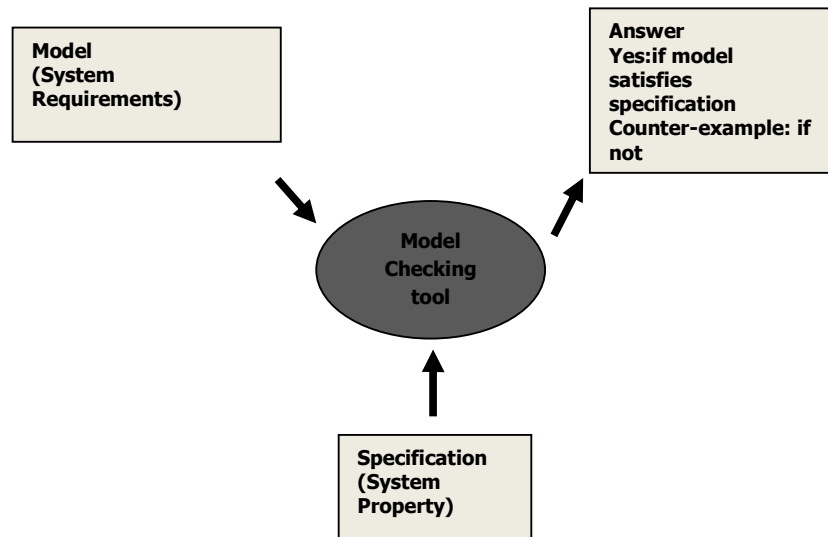 Model
(System
Requirements)
Answer
Yes:if model
satisfies
specification
Counter-example: if
not
Model
Checking
tool
Specification
(System
Property)